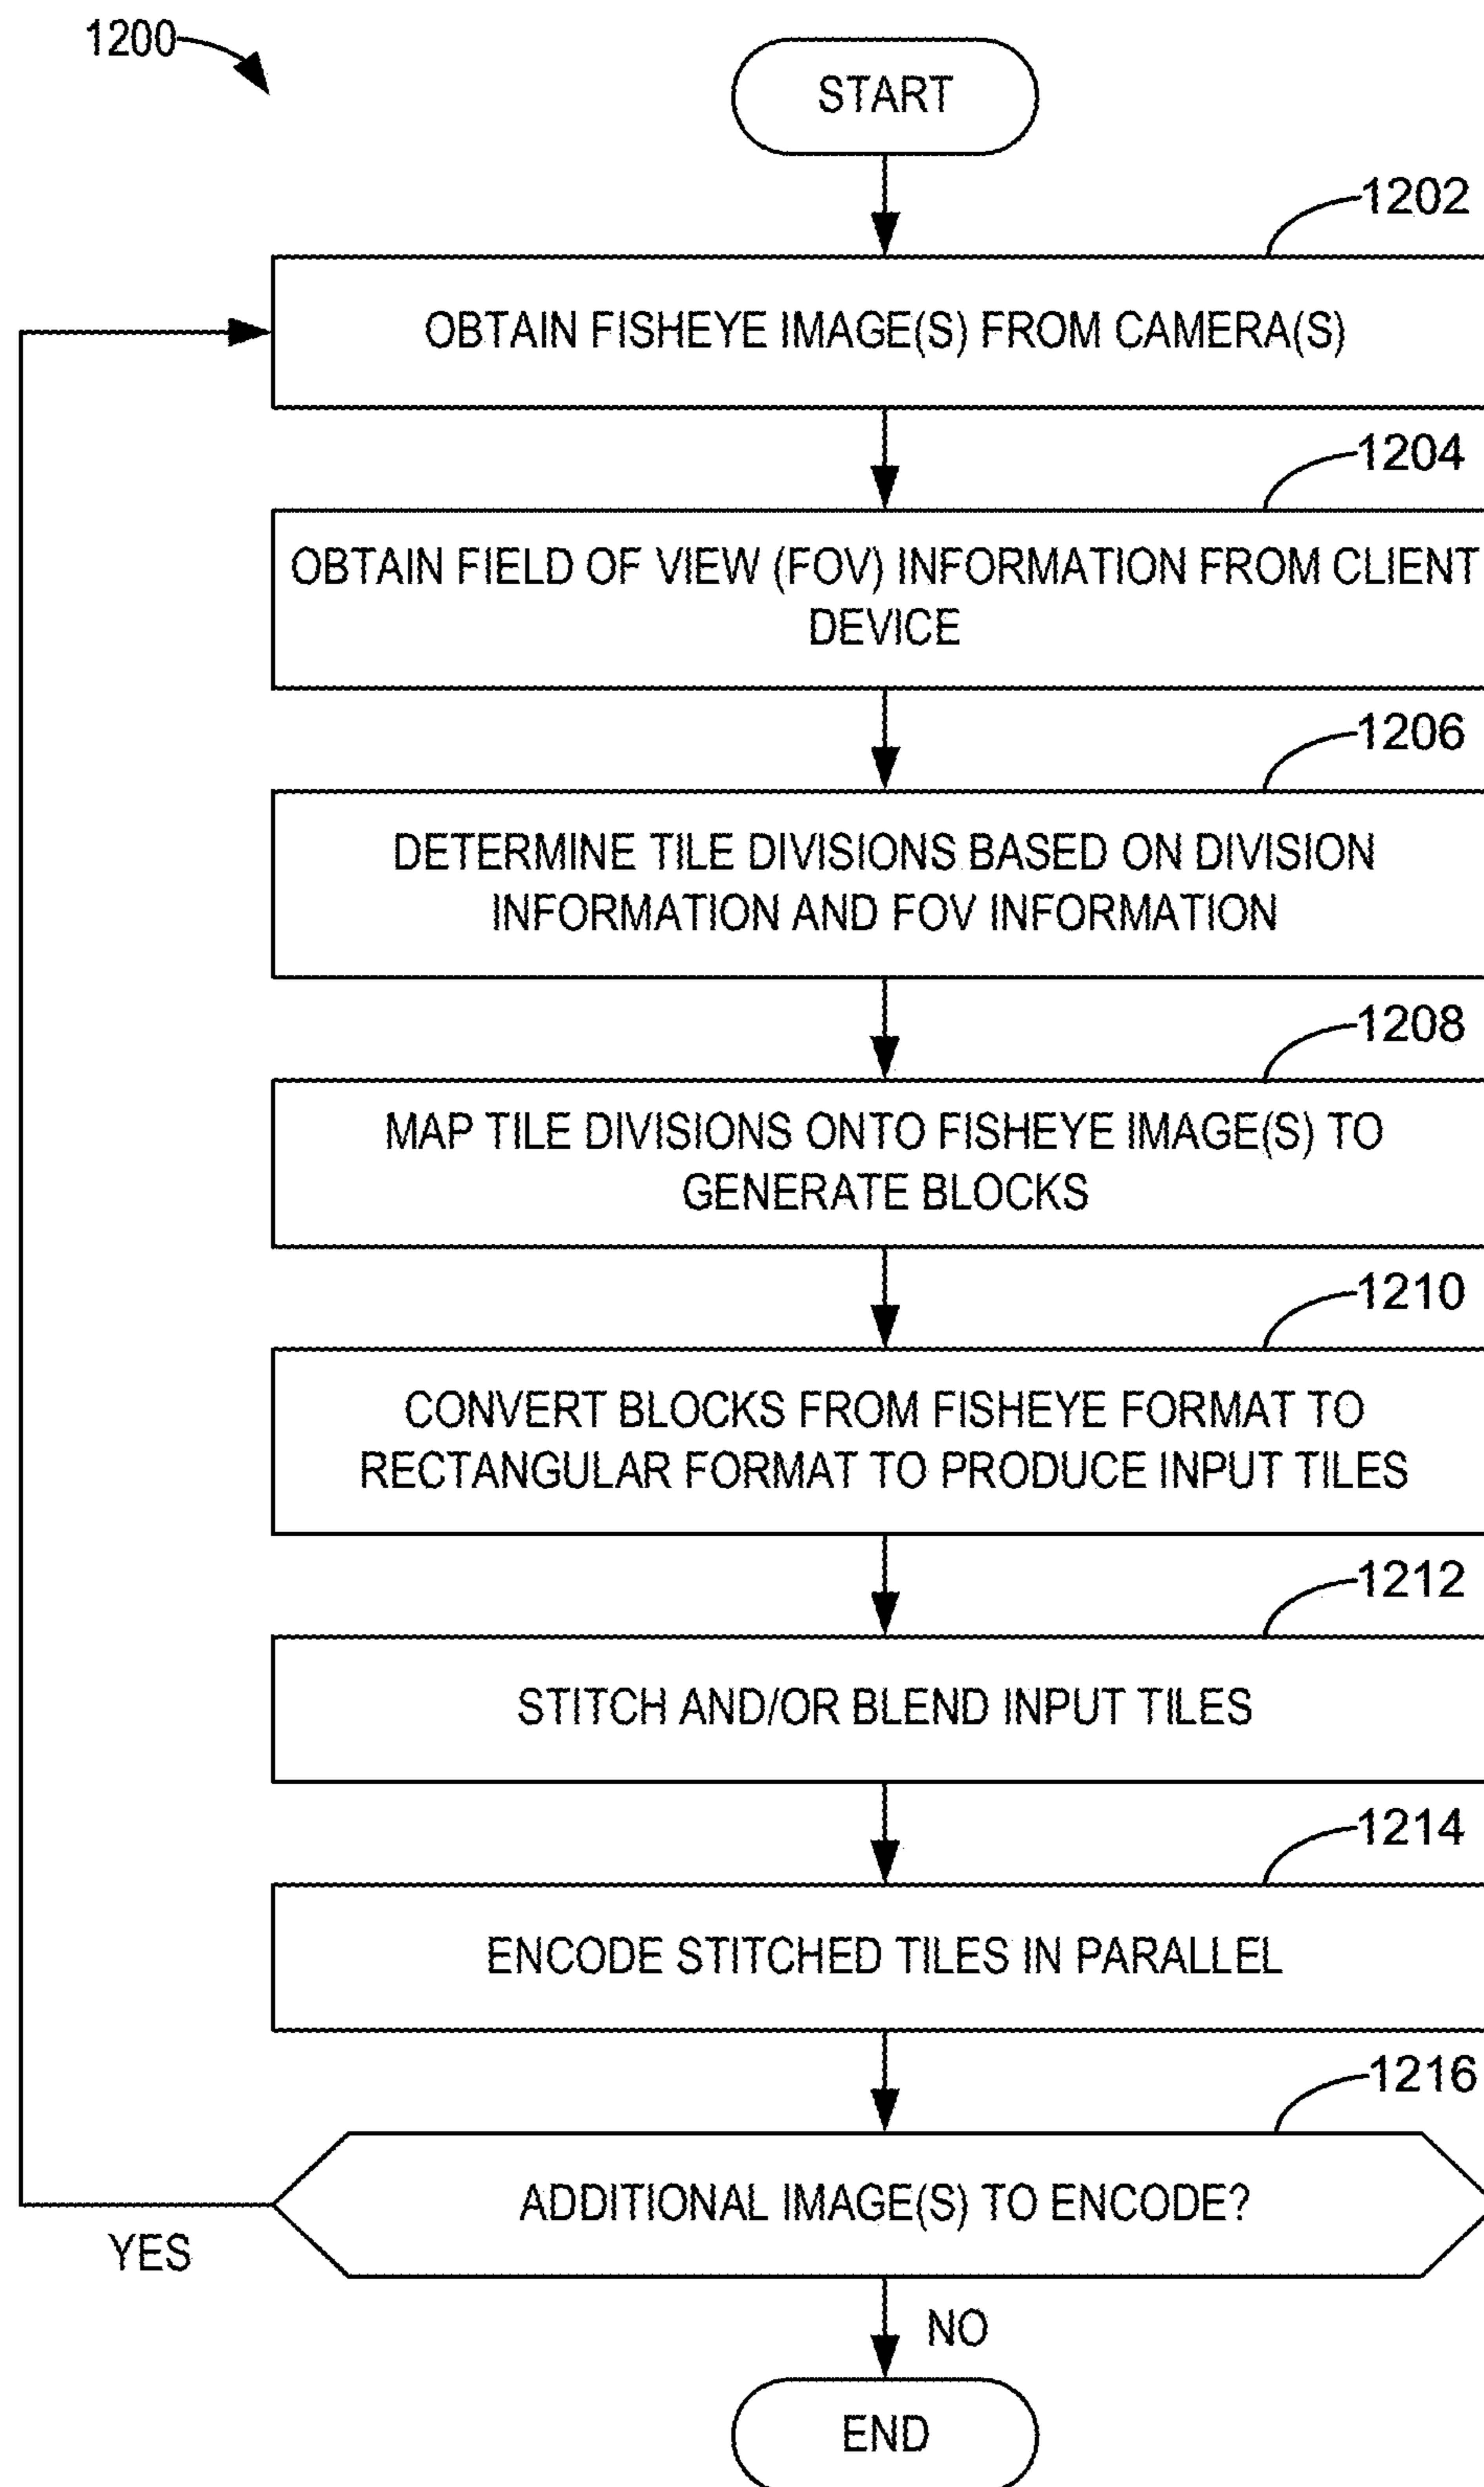 1200
START
1202
OBTAIN FISHEYE IMAGE(S) FROM CAMERA(S)
1204
OBTAIN FIELD OF VIEW (FOV) INFORMATION FROM CLIENT
DEVICE
1206
DETERMINE TILE DIVISIONS BASED ON DIVISION
INFORMATION AND FOV INFORMATION
1208
MAP TILE DIVISIONS ONTO FISHEYE IMAGE(S) TO
GENERATE BLOCKS
1210
CONVERT BLOCKS FROM FISHEYE FORMAT TO
RECTANGULAR FORMAT TO PRODUCE INPUT TILES
1212
STITCH AND/OR BLEND INPUT TILES
1214
ENCODE STITCHED TILES IN PARALLEL
1216
ADDITIONAL IMAGE(S) TO ENCODE?
YES
NO
END